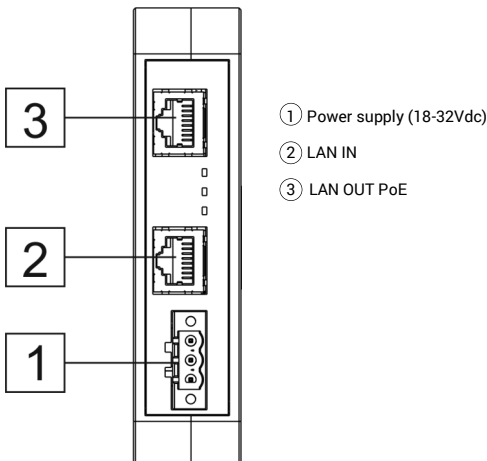 3
2
1
1 Power supply (18-32Vdc)
2 LAN IN
3 LAN OUT PoE